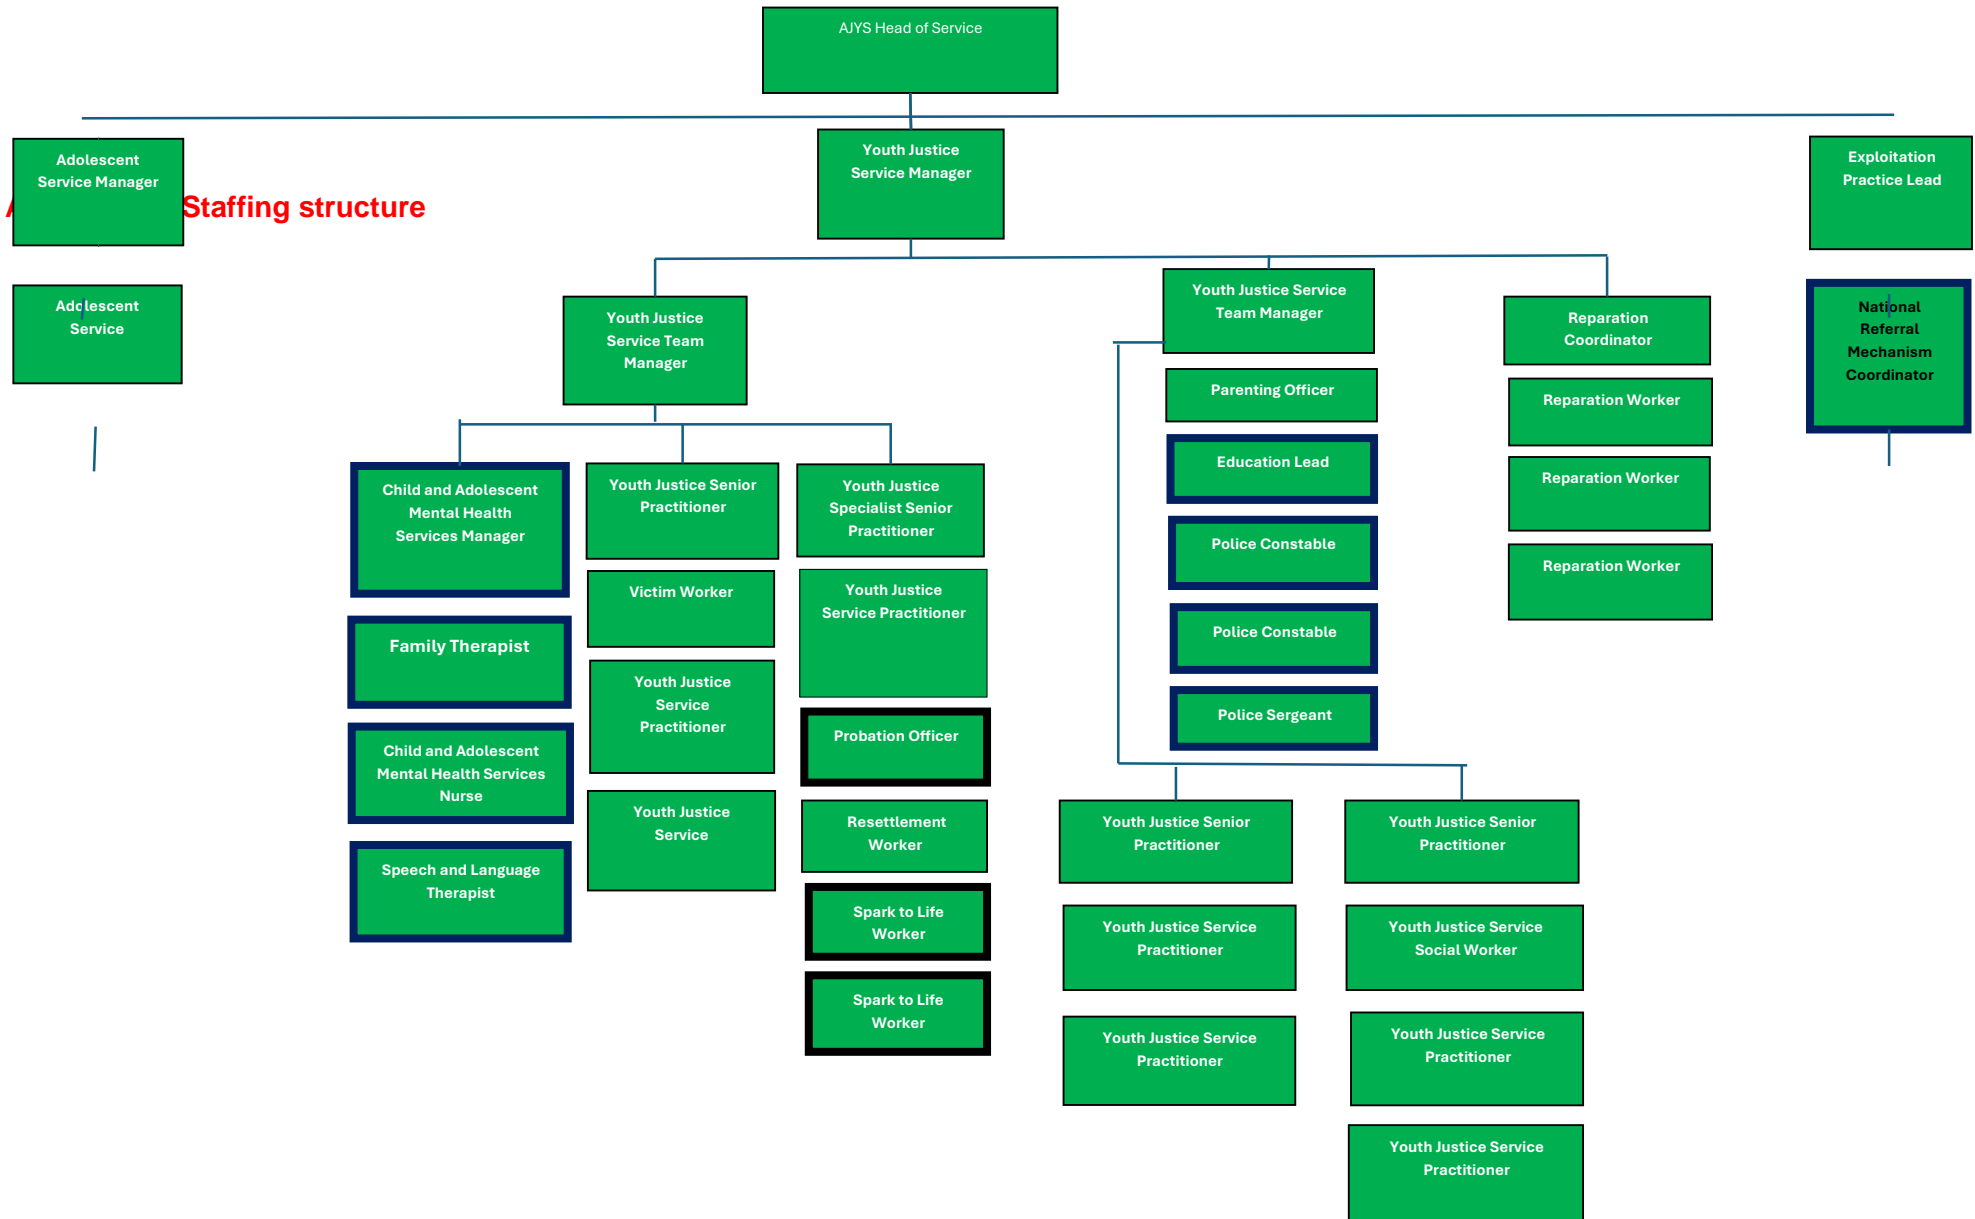 AJYS Head of Service
Adolescent
Service Manager
Youth Justice
Service Manager
Exploitation
Practice Lead
Staffing structure
Adolescent
Service
Youth Justice
Service Team
Manager
Youth Justice Service
Team Manager
Reparation
Coordinator
National
Referral
Mechanism
Coordinator
Child and Adolescent
Mental Health
Services Manager
Family Therapist
Child and Adolescent
Mental Health Services
Nurse
Speech and Language
Therapist
Youth Justice Senior
Practitioner
Victim Worker
Youth Justice
Service
Practitioner
Youth Justice
Service
Youth Justice
Specialist Senior
Practitioner
Youth Justice
Service Practitioner
Probation Officer
Resettlement
Worker
Spark to Life
Worker
Spark to Life
Worker
Parenting Officer
Education Lead
Police Constable
Police Constable
Police Sergeant
Youth Justice Senior
Practitioner
Youth Justice Service
Practitioner
Youth Justice Service
Practitioner
Youth Justice Senior
Practitioner
Youth Justice Service
Social Worker
Youth Justice Service
Practitioner
Youth Justice Service
Practitioner
Reparation Worker
Reparation Worker
Reparation Worker